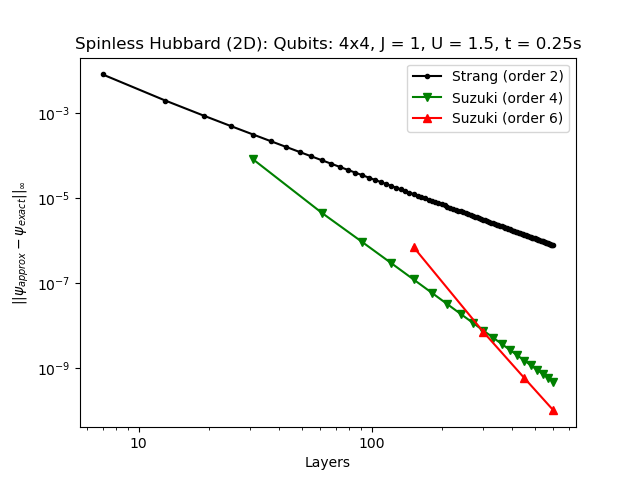 Spinless Hubbard (2D): Qubits: 4x4, J = 1, U = 1.5, t = 0.25s
Strang (order 2)
Suzuki (order 4)
Suzuki (order 6)
||ψ_approx − ψ_exact||_∞
10⁻³
10⁻⁵
10⁻⁷
10⁻⁹
10 100
Layers